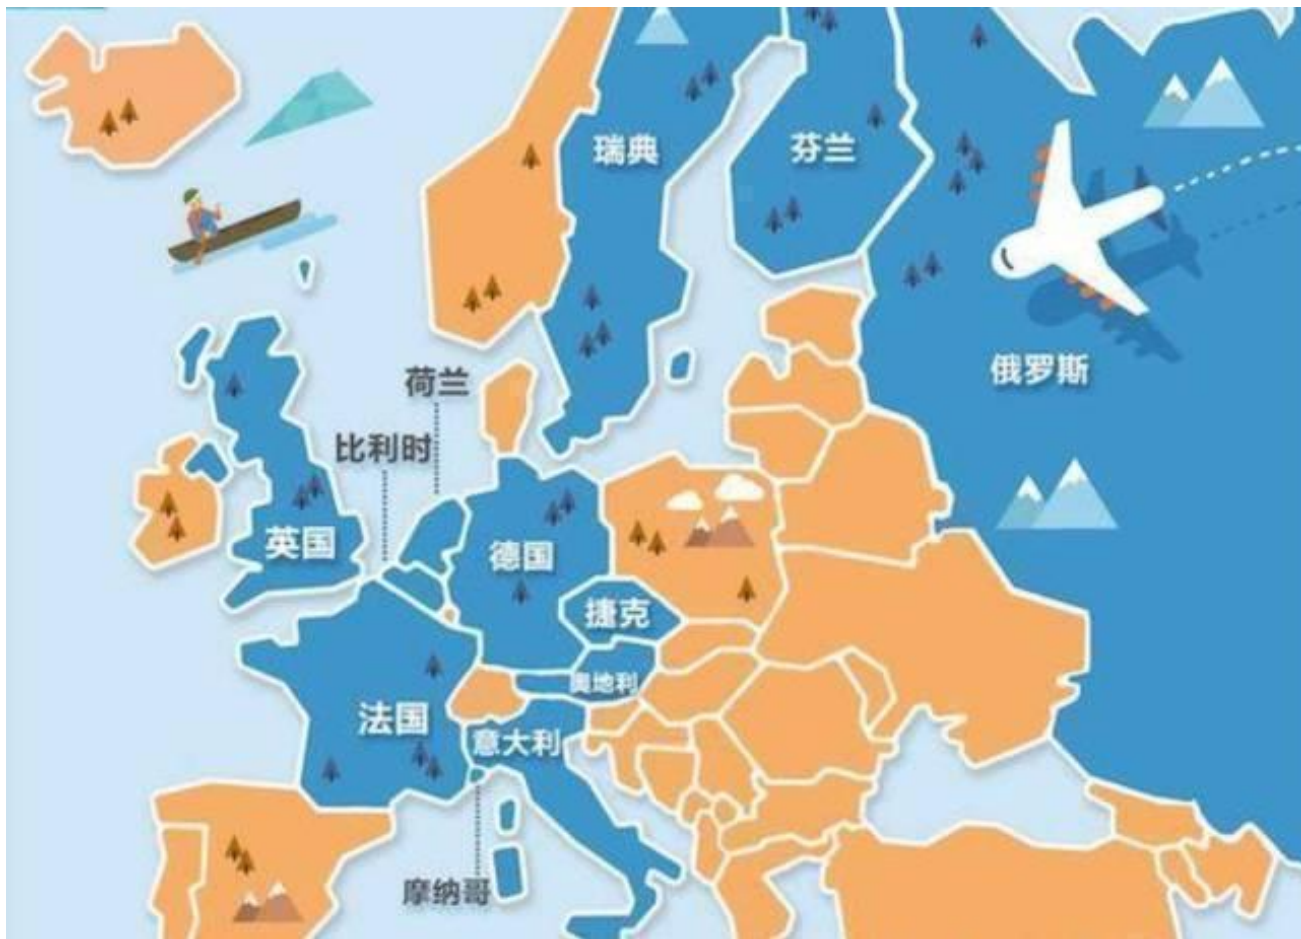 瑞典
芬兰
俄罗斯
荷兰
比利时
英国
德国
捷克
奥地利
法国
意大利
摩纳哥